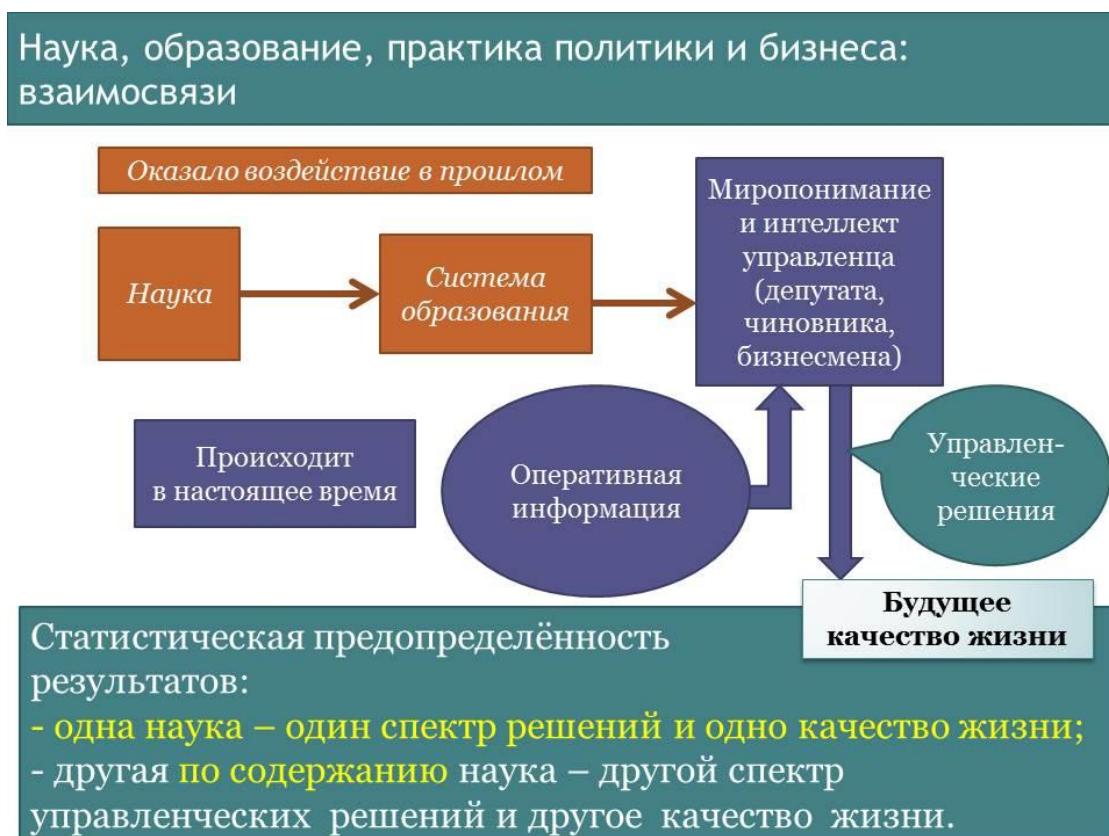 Наука, образование, практика политики и бизнеса:
взаимосвязи
Оказало воздействие в прошлом
Миропонимание
и интеллект
управленца
(депутата,
чиновника,
бизнесмена)
Наука
Система
образования
Происходит
в настоящее время
Оперативная
информация
Управлен-
ческие
решения
Будущее
качество жизни
Статистическая предопределённость
результатов:
- одна наука – один спектр решений и одно качество жизни;
- другая по содержанию наука – другой спектр
управленческих решений и другое качество жизни.